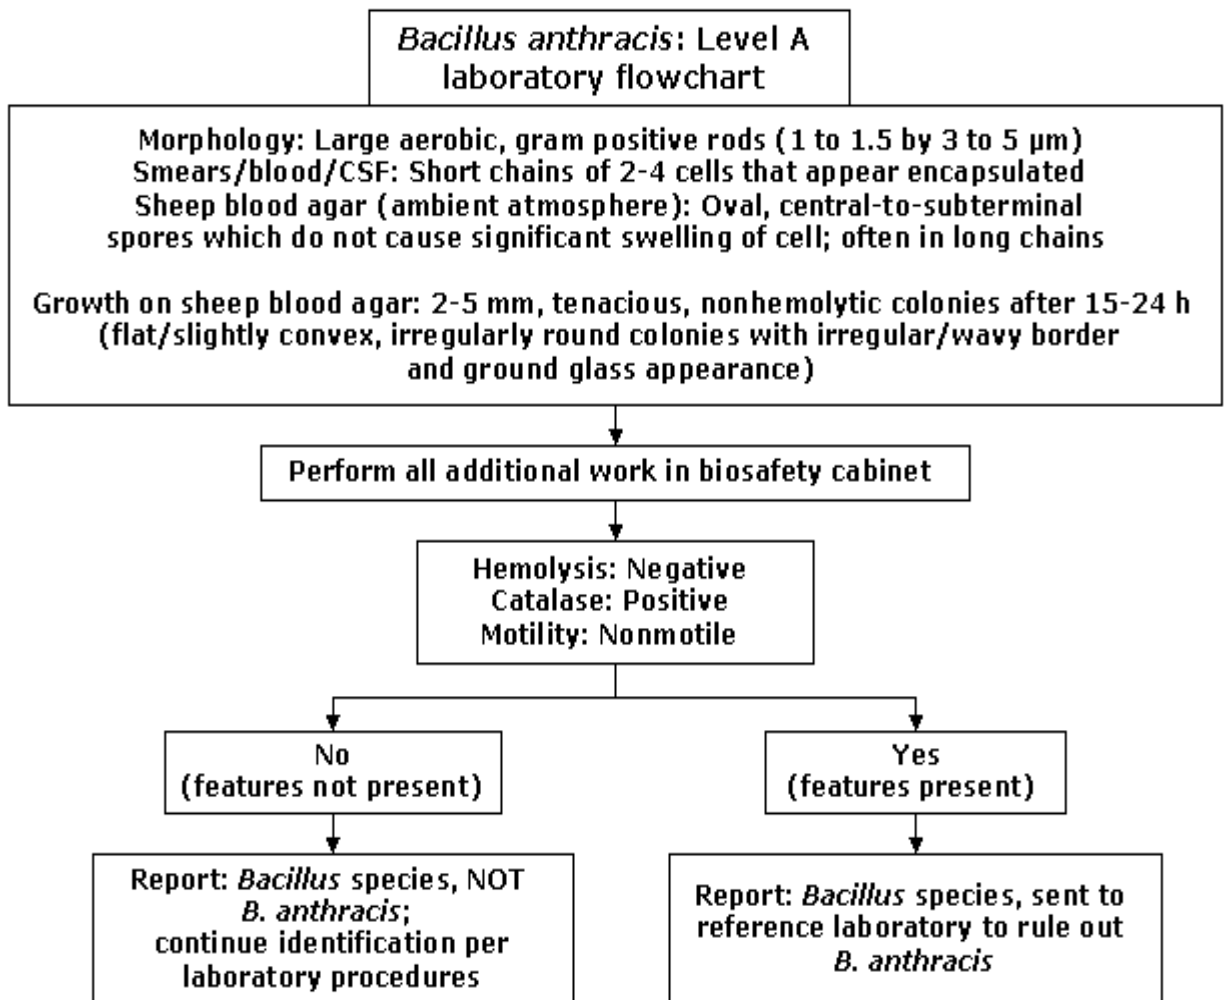 Bacillus anthracis: Level A
laboratory flowchart
Morphology: Large aerobic, gram positive rods (1 to 1.5 by 3 to 5 µm)
Smears/blood/CSF: Short chains of 2-4 cells that appear encapsulated
Sheep blood agar (ambient atmosphere): Oval, central-to-subterminal
spores which do not cause significant swelling of cell; often in long chains
Growth on sheep blood agar: 2-5 mm, tenacious, nonhemolytic colonies after 15-24 h
(flat/slightly convex, irregularly round colonies with irregular/wavy border
and ground glass appearance)
Perform all additional work in biosafety cabinet
Hemolysis: Negative
Catalase: Positive
Motility: Nonmotile
No
(features not present)
Yes
(features present)
Report: Bacillus species, NOT
B. anthracis;
continue identification per
laboratory procedures
Report: Bacillus species, sent to
reference laboratory to rule out
B. anthracis